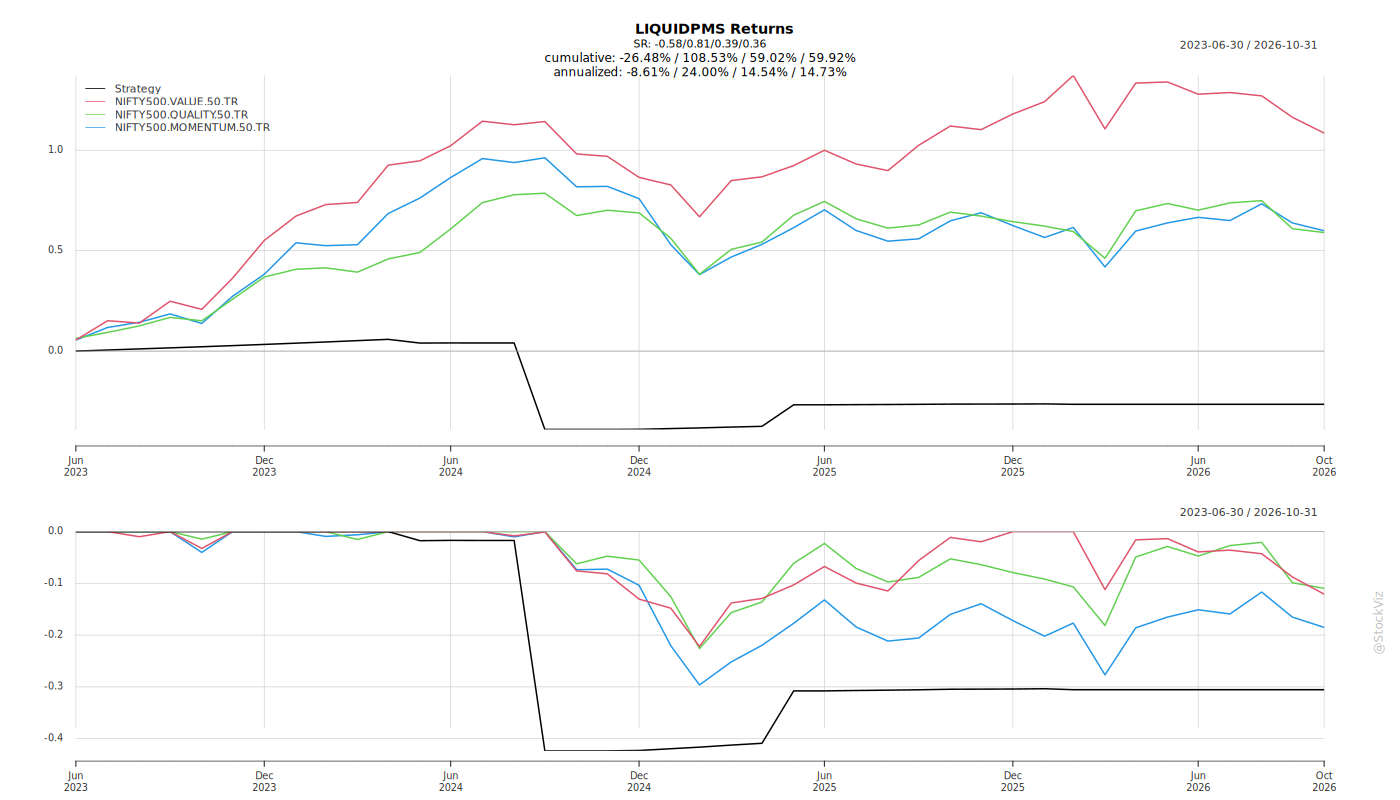 LIQUIDPMS Returns
SR: -0.58/0.81/0.39/0.36
cumulative: -26.48% / 108.53% / 59.02% / 59.92%
annualized: -8.61% / 24.00% / 14.54% / 14.73%
2023-06-30 / 2026-10-31
Strategy
NIFTY500.VALUE.50.TR
NIFTY500.QUALITY.50.TR
NIFTY500.MOMENTUM.50.TR
1.0
0.5
0.0
Jun Dec Jun Dec Jun Dec Jun Oct
2023 2023 2024 2024 2025 2025 2026 2026
2023-06-30 / 2026-10-31
0.0
-0.1
-0.2
-0.3
-0.4
Jun Dec Jun Dec Jun Dec Jun Oct
2023 2023 2024 2024 2025 2025 2026 2026
@StockViz